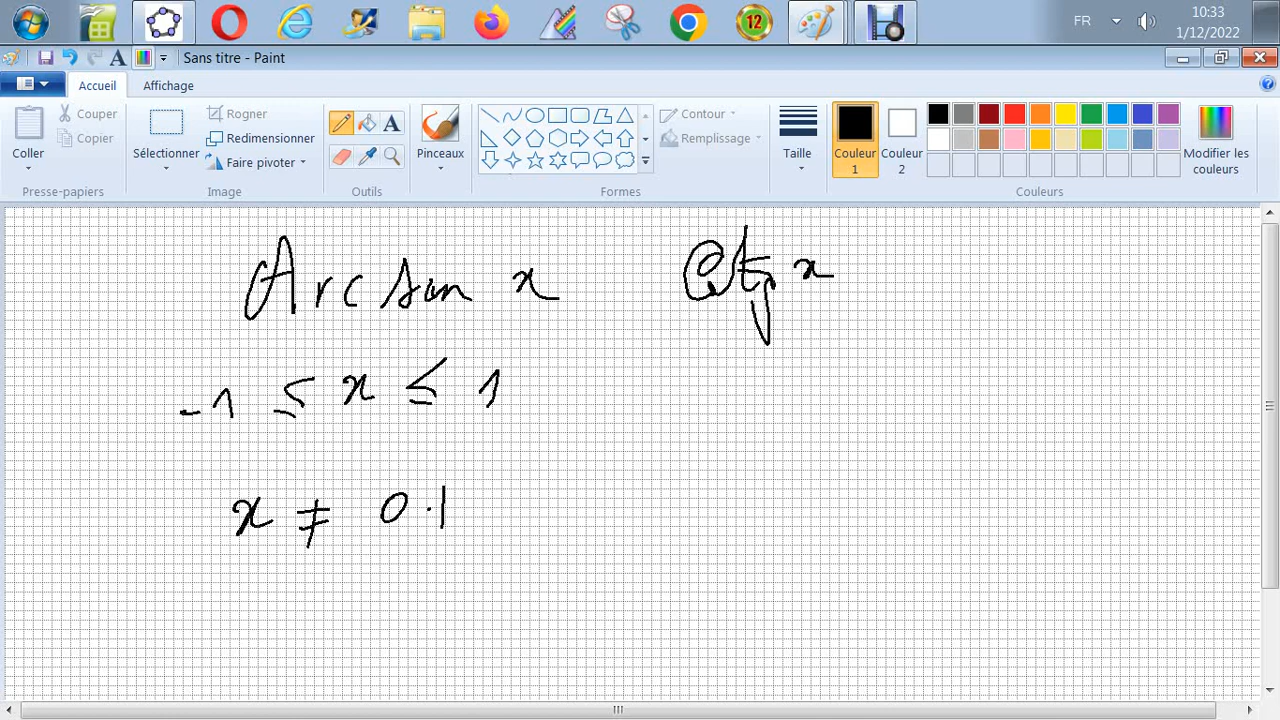 FR
10:33
1/12/2022
12
Sans titre - Paint
Accueil Affichage
Coller
Couper
Copier
Presse-papiers
Sélectionner
Rogner
Redimensionner
Faire pivoter
Image
A
Outils
Pinceaux
Contour
Remplissage
Formes
Taille
Couleur 1
Couleur 2
Modifier les couleurs
Couleurs
Arcsin x
-1 ≤ x ≤ 1
x ≠ 0.1